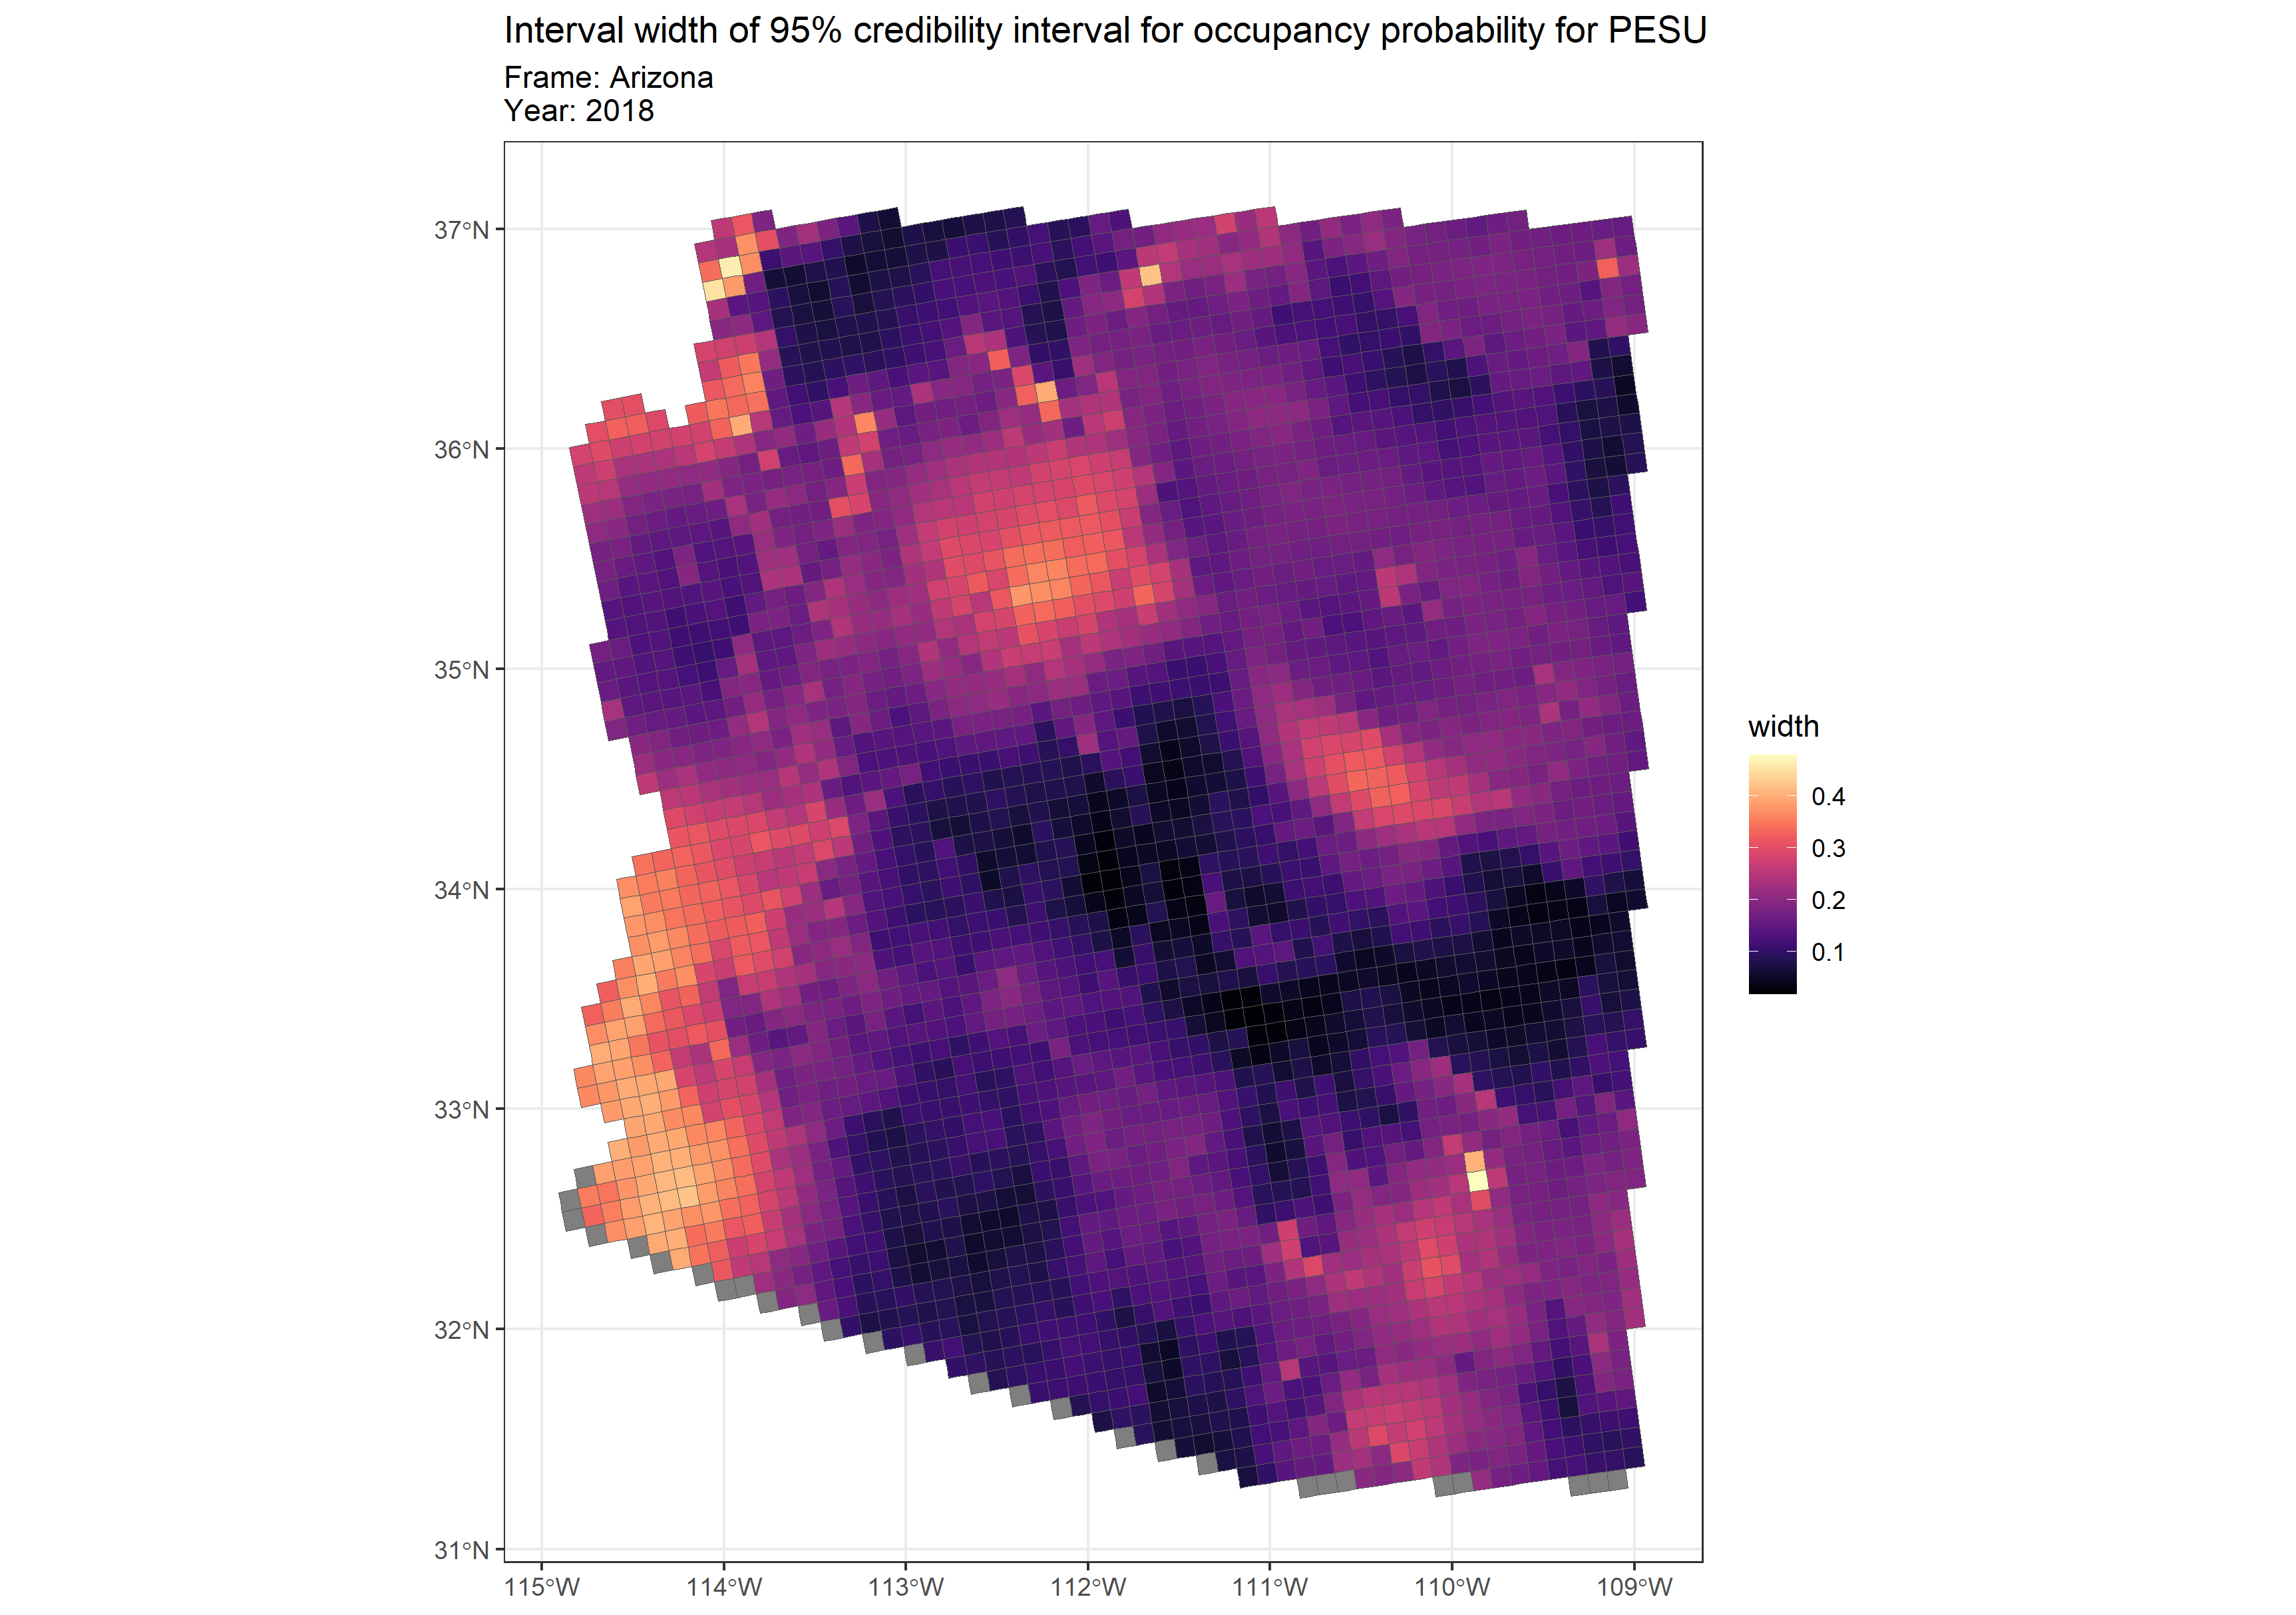 Interval width of 95% credibility interval for occupancy probability for PESU
Frame: Arizona
Year: 2018
37°N
36°N
35°N
34°N
33°N
32°N
31°N
115°W
114°W
113°W
112°W
111°W
110°W
109°W
width
0.4
0.3
0.2
0.1